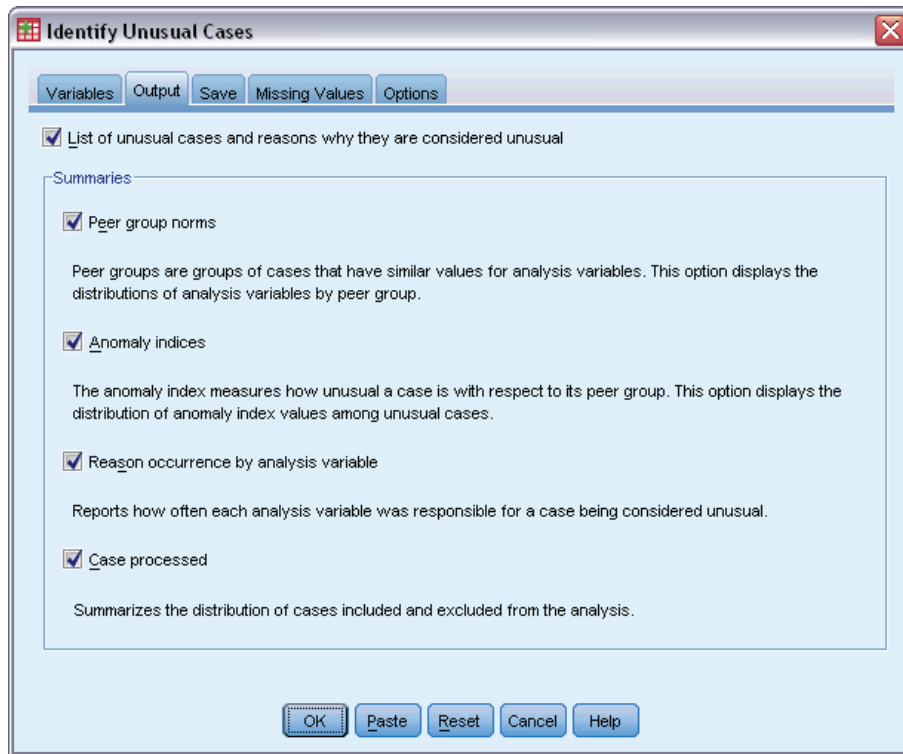 Identify Unusual Cases
Variables Output Save Missing Values Options
List of unusual cases and reasons why they are considered unusual
Summaries
Peer group norms
Peer groups are groups of cases that have similar values for analysis variables. This option displays the
distributions of analysis variables by peer group.
Anomaly indices
The anomaly index measures how unusual a case is with respect to its peer group. This option displays the
distribution of anomaly index values among unusual cases.
Reason occurrence by analysis variable
Reports how often each analysis variable was responsible for a case being considered unusual.
Case processed
Summarizes the distribution of cases included and excluded from the analysis.
OK Paste Reset Cancel Help